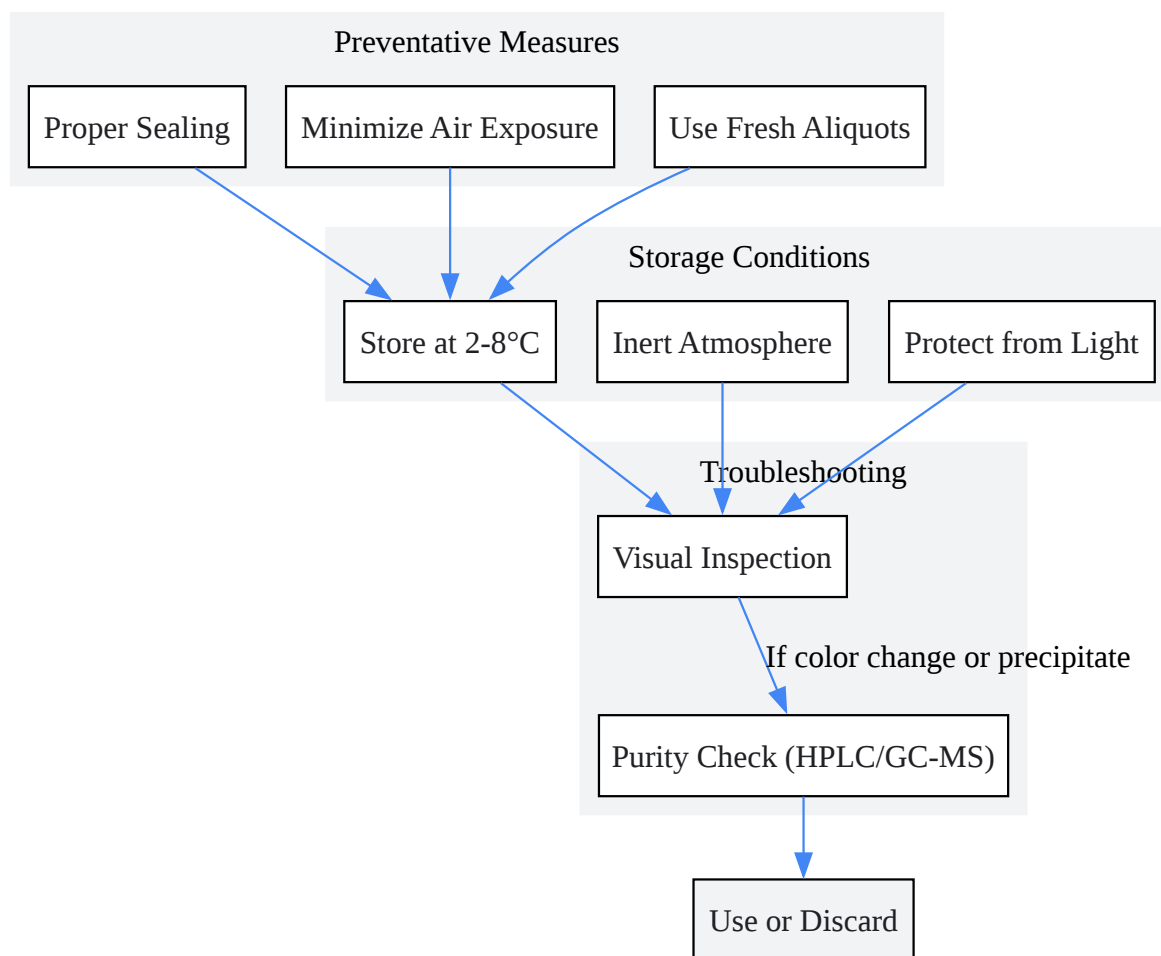 Preventative Measures
Proper Sealing
Minimize Air Exposure
Use Fresh Aliquots
Storage Conditions
Store at 2-8°C
Inert Atmosphere
Protect from Light
Troubleshooting
Visual Inspection
If color change or precipitate
Purity Check (HPLC/GC-MS)
Use or Discard